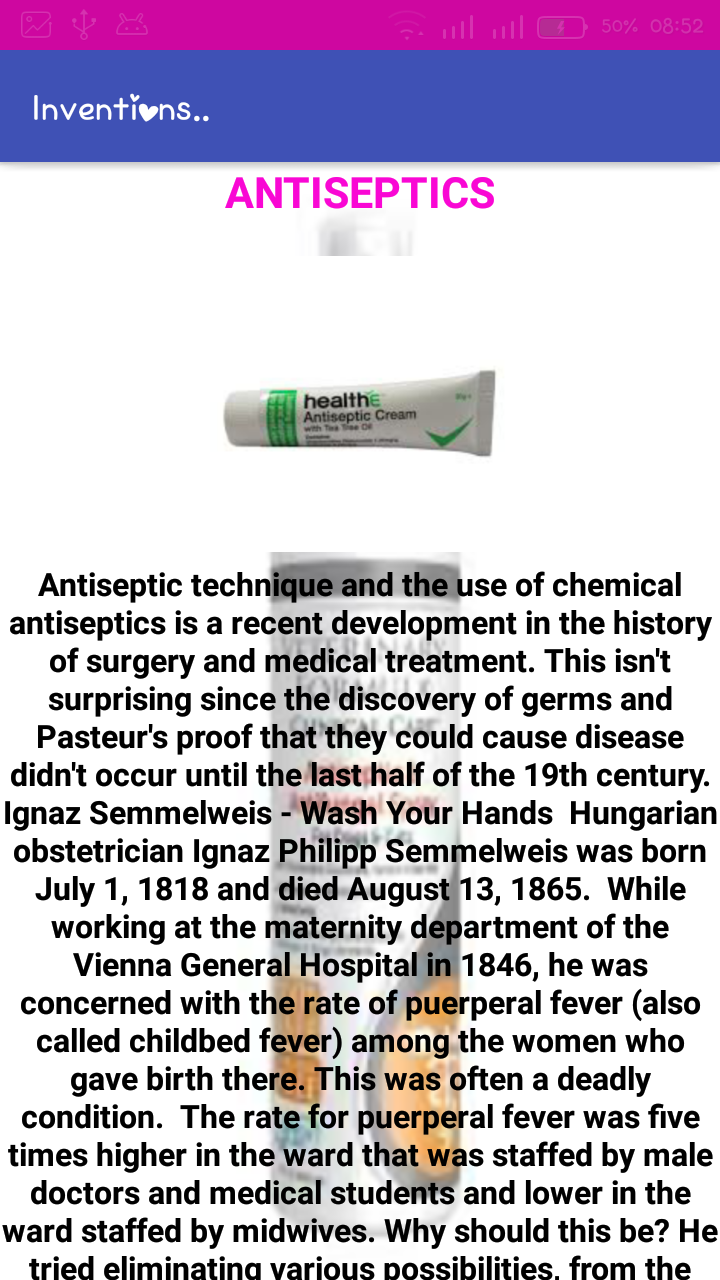 50% 08:52
Inventions..
ANTISEPTICS
healthE
Antiseptic Cream
with Tea Tree Oil
Antiseptic technique and the use of chemical
antiseptics is a recent development in the history
of surgery and medical treatment. This isn't
surprising since the discovery of germs and
Pasteur's proof that they could cause disease
didn't occur until the last half of the 19th century.
Ignaz Semmelweis - Wash Your Hands  Hungarian
obstetrician Ignaz Philipp Semmelweis was born
July 1, 1818 and died August 13, 1865.  While
working at the maternity department of the
Vienna General Hospital in 1846, he was
concerned with the rate of puerperal fever (also
called childbed fever) among the women who
gave birth there. This was often a deadly
condition.  The rate for puerperal fever was five
times higher in the ward that was staffed by male
doctors and medical students and lower in the
ward staffed by midwives. Why should this be? He
tried eliminating various possibilities, from the